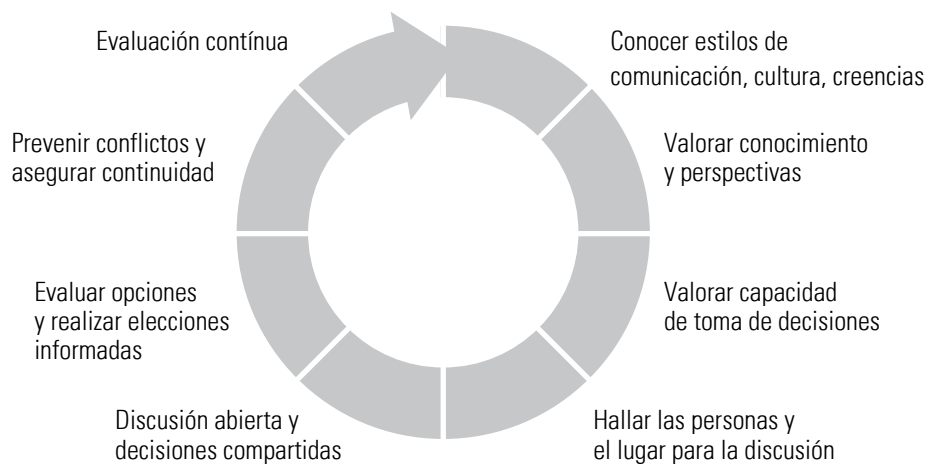 Evaluación contínua
Conocer estilos de
comunicación, cultura, creencias
Prevenir conflictos y
asegurar continuidad
Valorar conocimiento
y perspectivas
Evaluar opciones
y realizar elecciones
informadas
Valorar capacidad
de toma de decisiones
Discusión abierta y
decisiones compartidas
Hallar las personas y
el lugar para la discusión